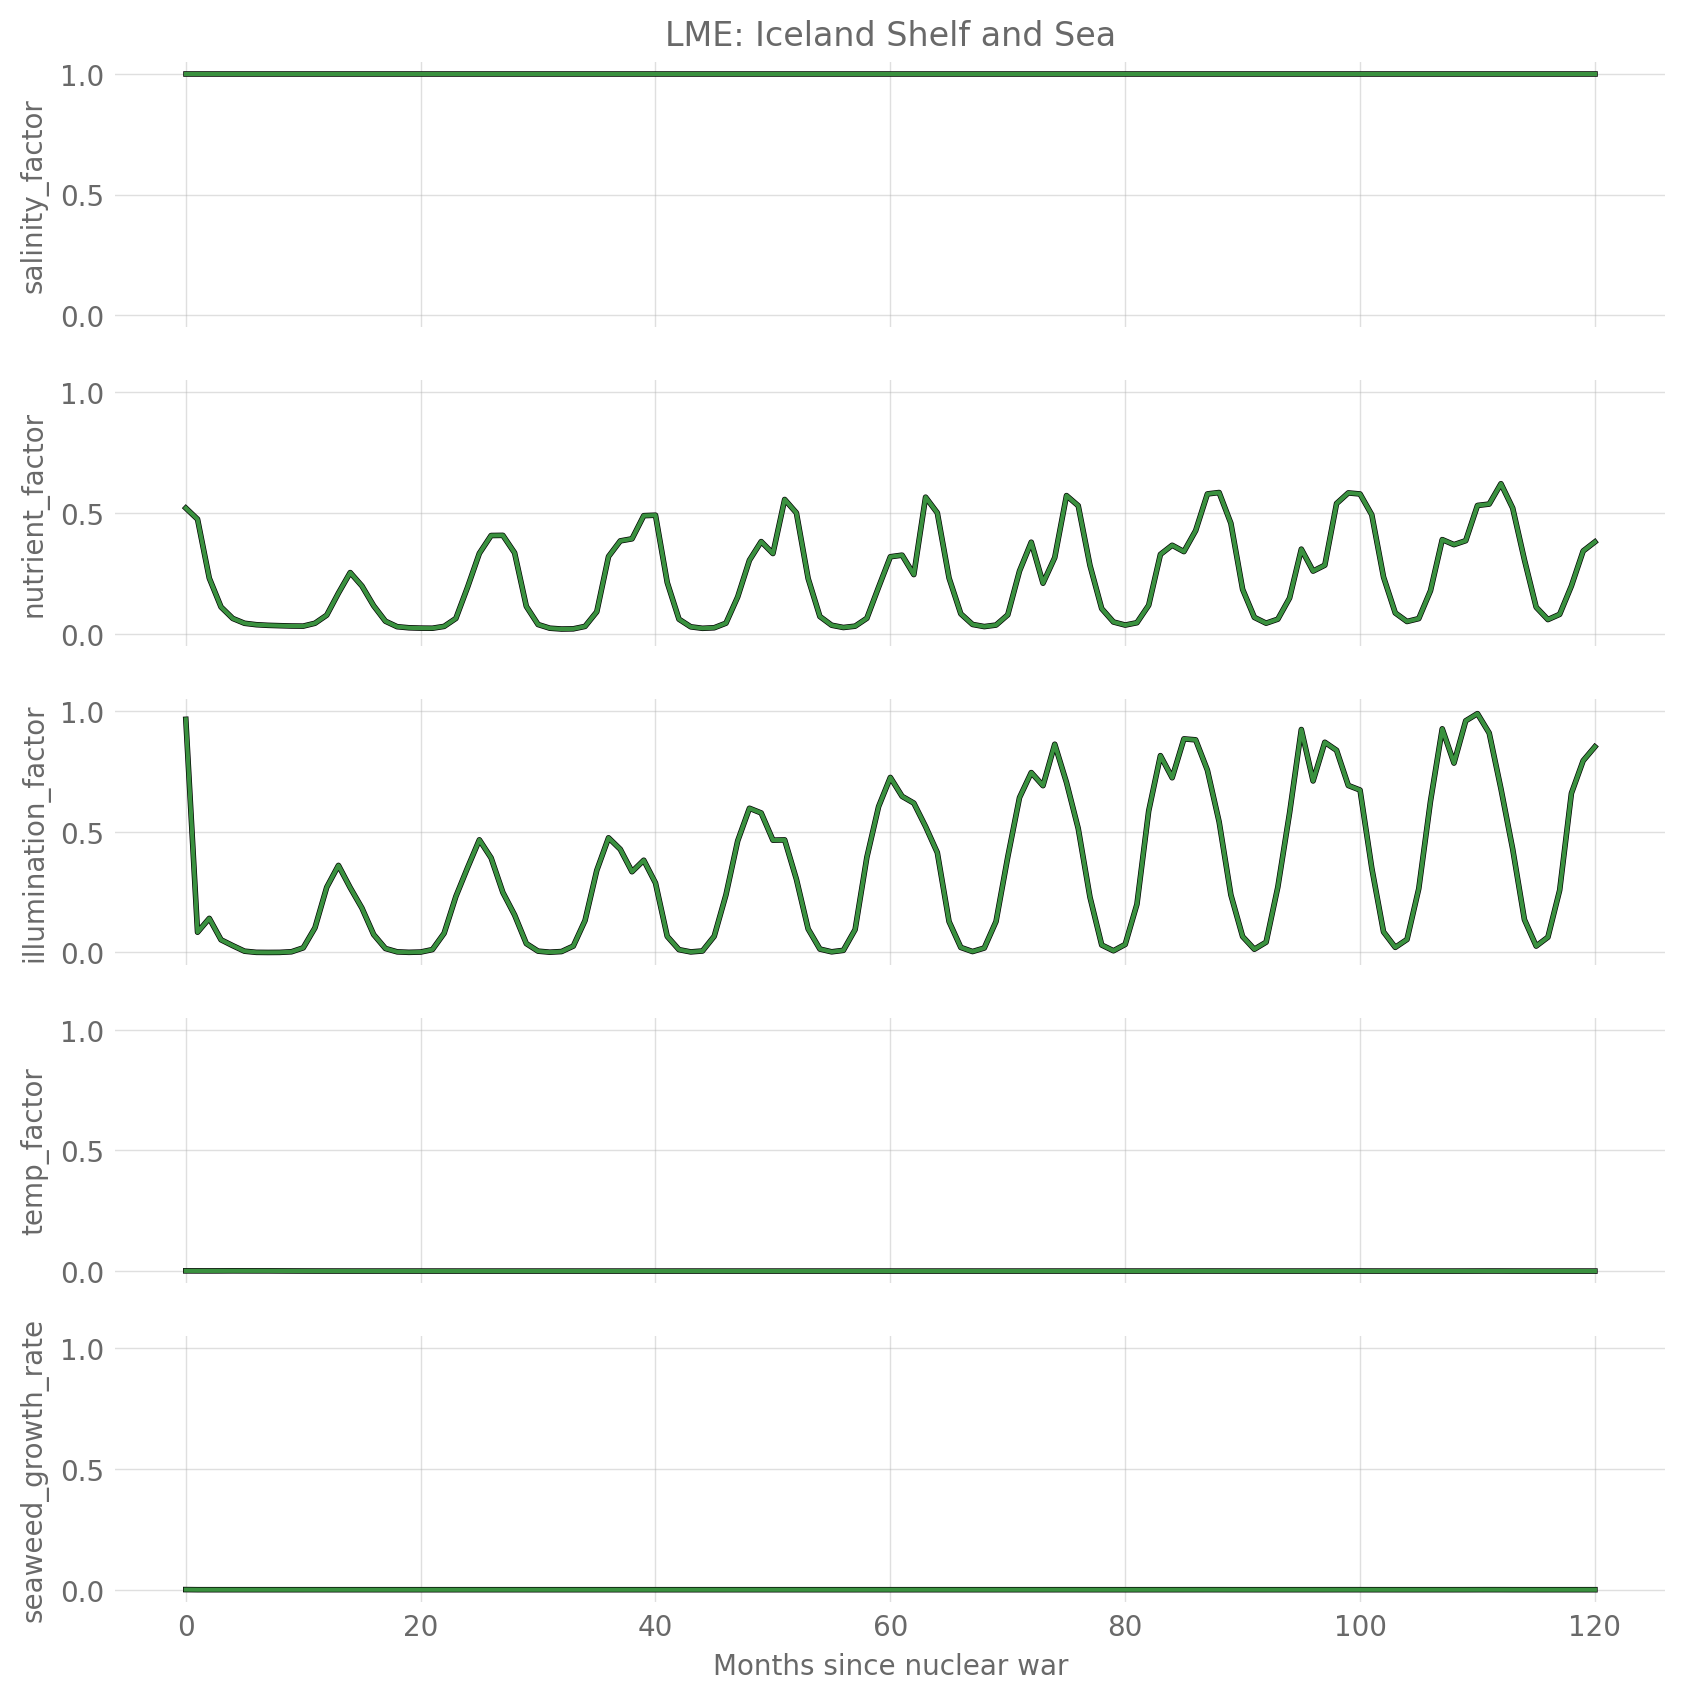 LME: Iceland Shelf and Sea
salinity_factor
1.0
0.5
0.0
nutrient_factor
1.0
0.5
0.0
illumination_factor
1.0
0.5
0.0
temp_factor
1.0
0.5
0.0
seaweed_growth_rate
1.0
0.5
0.0
0 20 40 60 80 100 120
Months since nuclear war